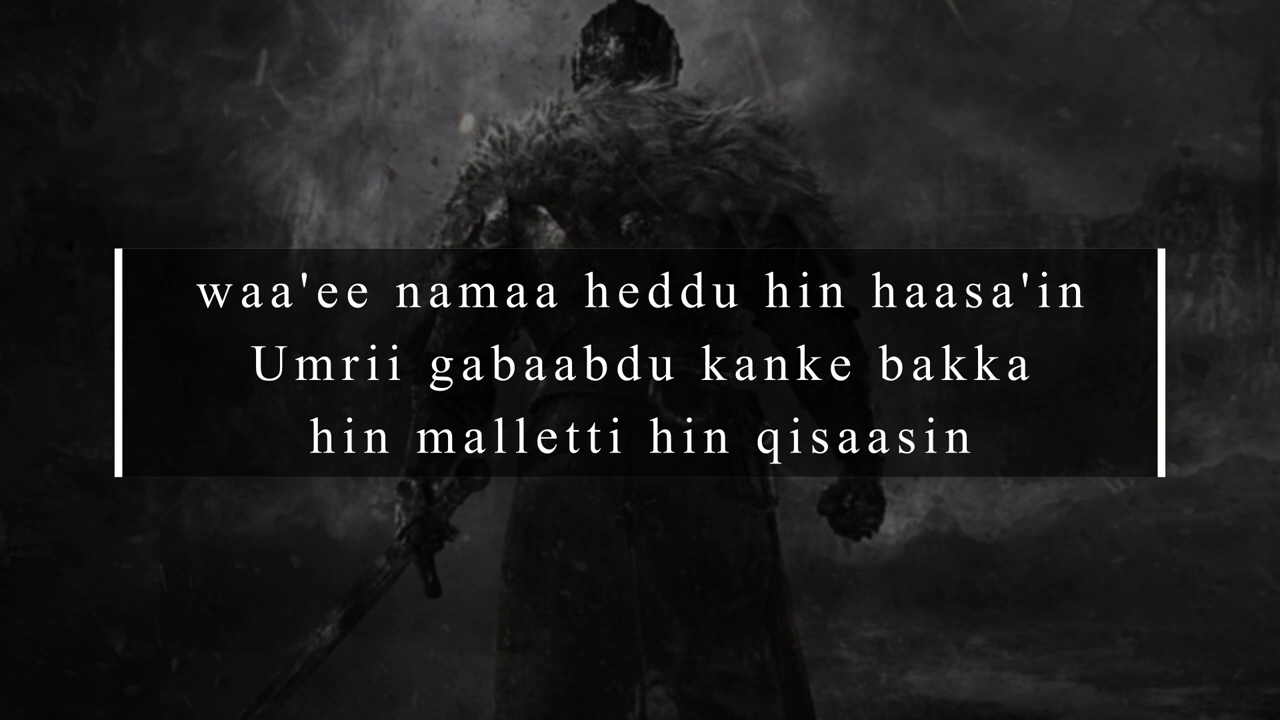 waa'ee namaa heddu hin haasa'in
Umrii gabaabdu kanke bakka
hin malletti hin qisaasin